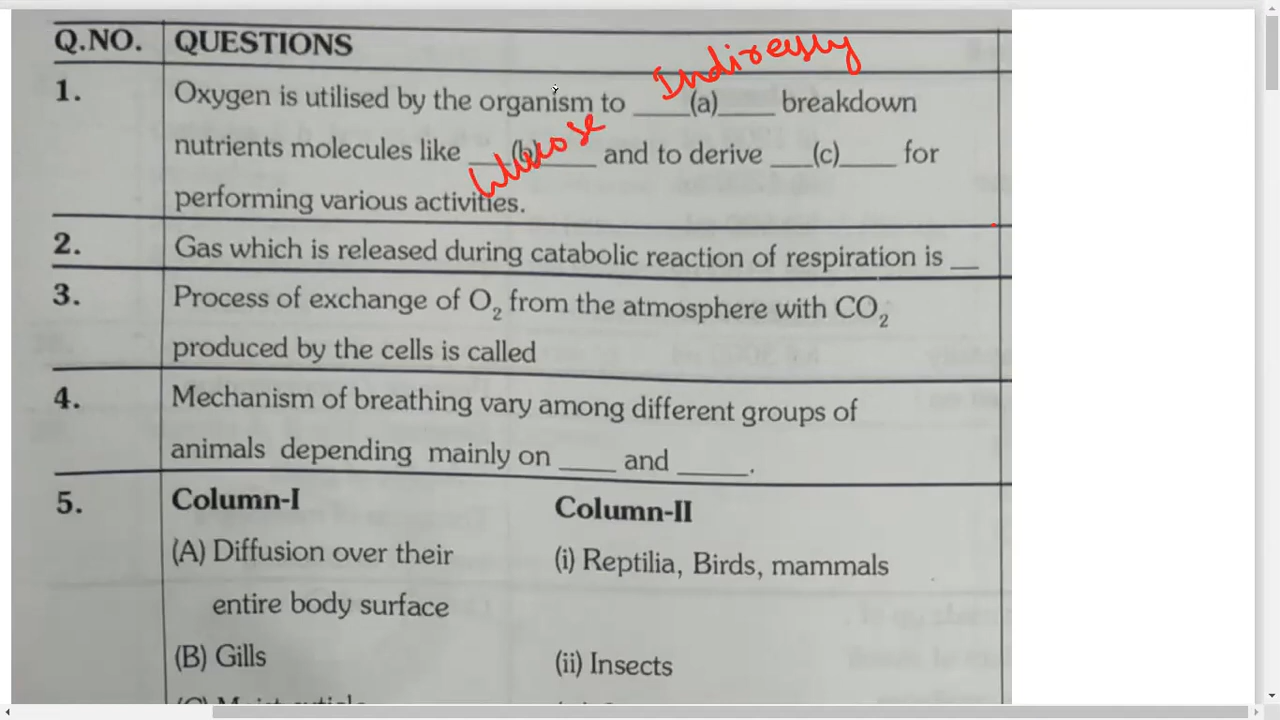 Q.NO. QUESTIONS
Indirectly
1. Oxygen is utilised by the organism to ____(a)____ breakdown
nutrients molecules like ___(b)____ and to derive ___(c)____ for
Glucose
performing various activities.
2. Gas which is released during catabolic reaction of respiration is __
3. Process of exchange of O₂ from the atmosphere with CO₂
produced by the cells is called
4. Mechanism of breathing vary among different groups of
animals depending mainly on ____ and _____.
5. Column-I Column-II
(A) Diffusion over their (i) Reptilia, Birds, mammals
entire body surface
(B) Gills (ii) Insects